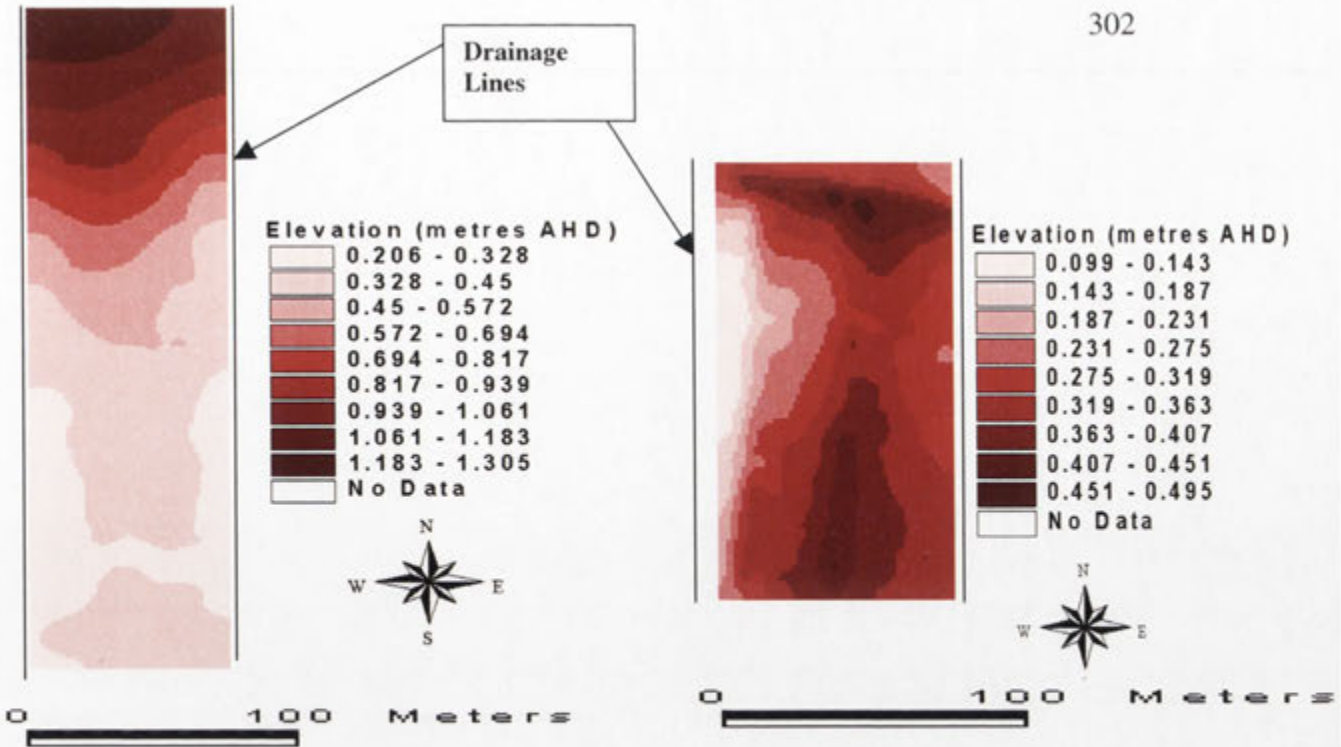 302
Drainage
Lines
Elevation (metres AHD)
0.206 - 0.328
0.328 - 0.45
0.45 - 0.572
0.572 - 0.694
0.694 - 0.817
0.817 - 0.939
0.939 - 1.061
1.061 - 1.183
1.183 - 1.305
No Data
N
W E
S
0 100 Meters
Elevation (metres AHD)
0.099 - 0.143
0.143 - 0.187
0.187 - 0.231
0.231 - 0.275
0.275 - 0.319
0.319 - 0.363
0.363 - 0.407
0.407 - 0.451
0.451 - 0.495
No Data
N
W E
0 100 Meters